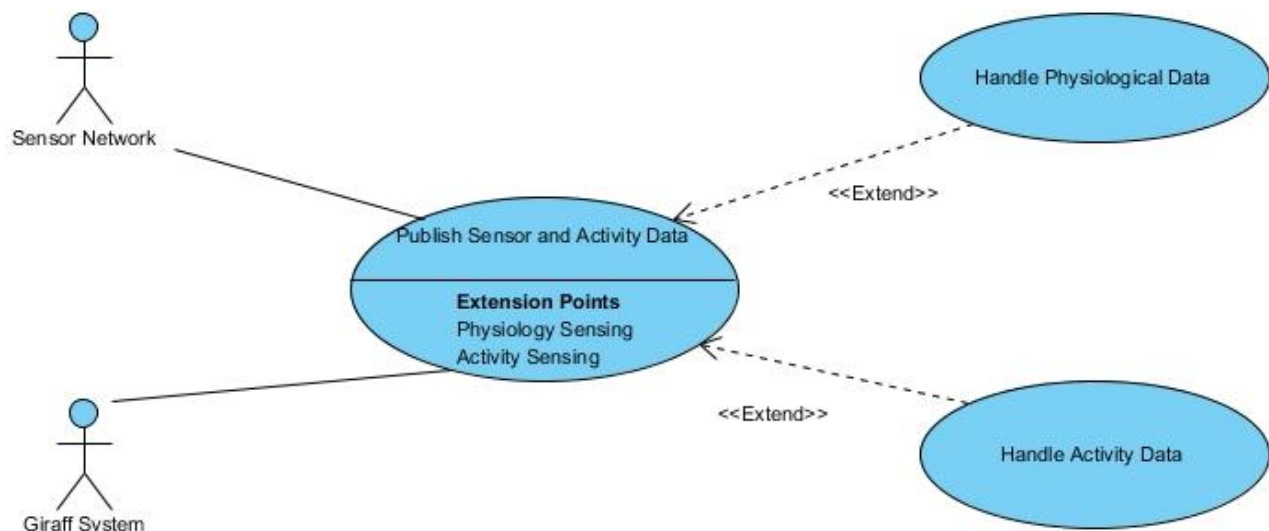 Sensor Network
Handle Physiological Data
<<Extend>>
Publish Sensor and Activity Data
Extension Points
Physiology Sensing
Activity Sensing
<<Extend>>
Handle Activity Data
Giraff System